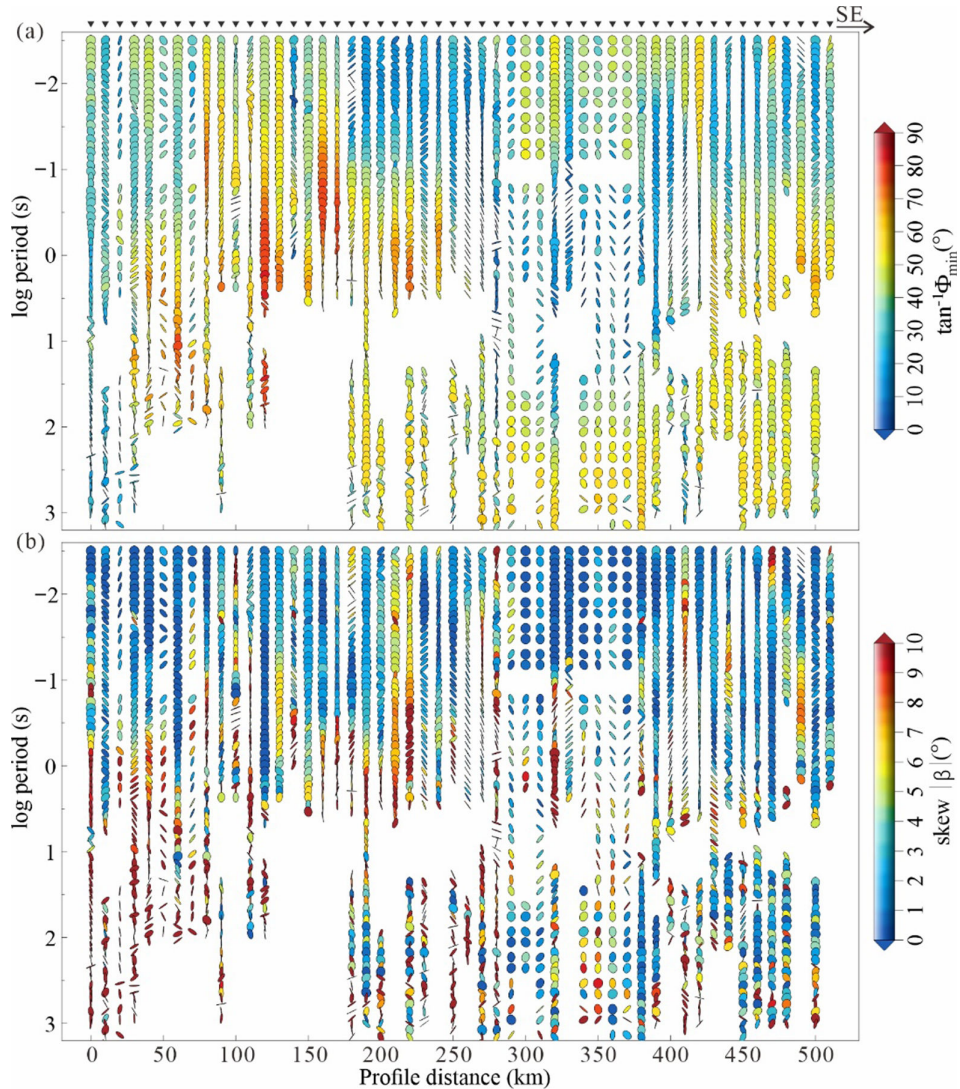 SE
(a)
−2
−1
0
1
2
3
log period (s)
0 10 20 30 40 50 60 70 80 90
tan⁻¹Φmin(°)
(b)
−2
−1
0
1
2
3
log period (s)
0 1 2 3 4 5 6 7 8 9 10
skew |β|(°)
0 50 100 150 200 250 300 350 400 450 500
Profile distance (km)